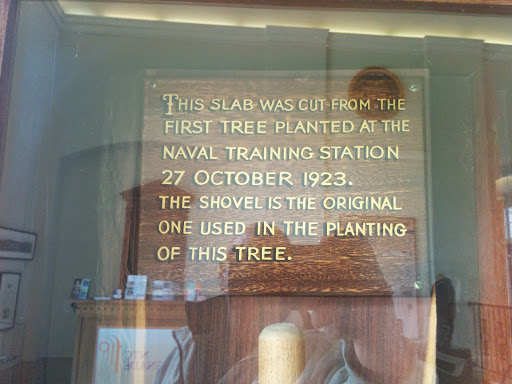 THIS SLAB WAS CUT FROM THE
FIRST TREE PLANTED AT THE
NAVAL TRAINING STATION
27 OCTOBER 1923.
THE SHOVEL IS THE ORIGINAL
ONE USED IN THE PLANTING
OF THIS TREE.